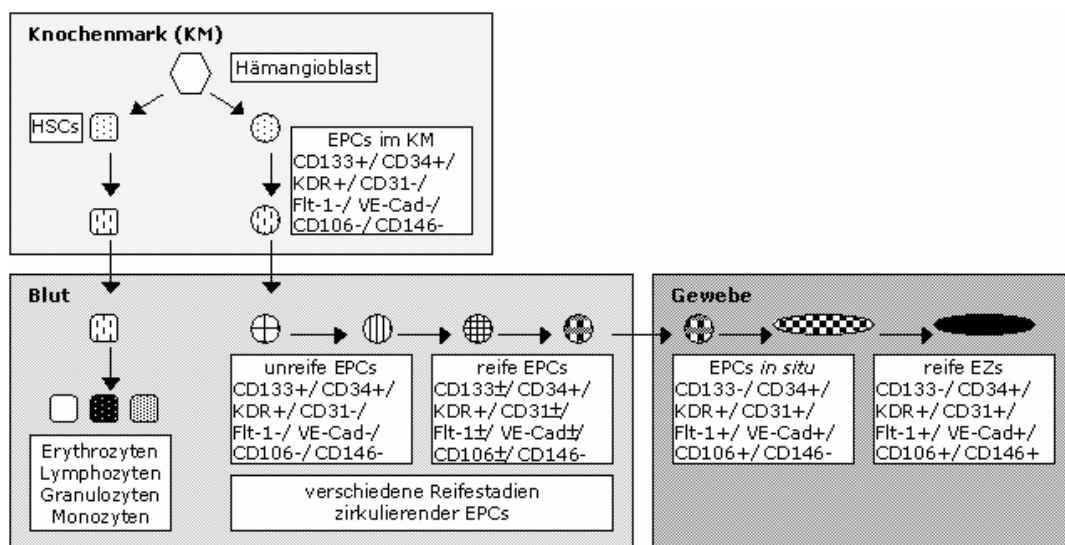 Knochenmark (KM)
Hämangioblast
HSCs
EPCs im KM
CD133+/ CD34+/
KDR+/ CD31-/
Flt-1-/ VE-Cad-/
CD106-/ CD146-
Blut
unreife EPCs
CD133+/ CD34+/
KDR+/ CD31-/
Flt-1-/ VE-Cad-/
CD106-/ CD146-
reife EPCs
CD133±/ CD34+/
KDR+/ CD31±/
Flt-1±/ VE-Cad±/
CD106±/ CD146-
Erythrozyten
Lymphozyten
Granulozyten
Monozyten
verschiedene Reifestadien
zirkulierender EPCs
Gewebe
EPCs in situ
CD133-/ CD34+/
KDR+/ CD31+/
Flt-1+/ VE-Cad+/
CD106+/ CD146-
reife EZs
CD133-/ CD34+/
KDR+/ CD31+/
Flt-1+/ VE-Cad+/
CD106+/ CD146+